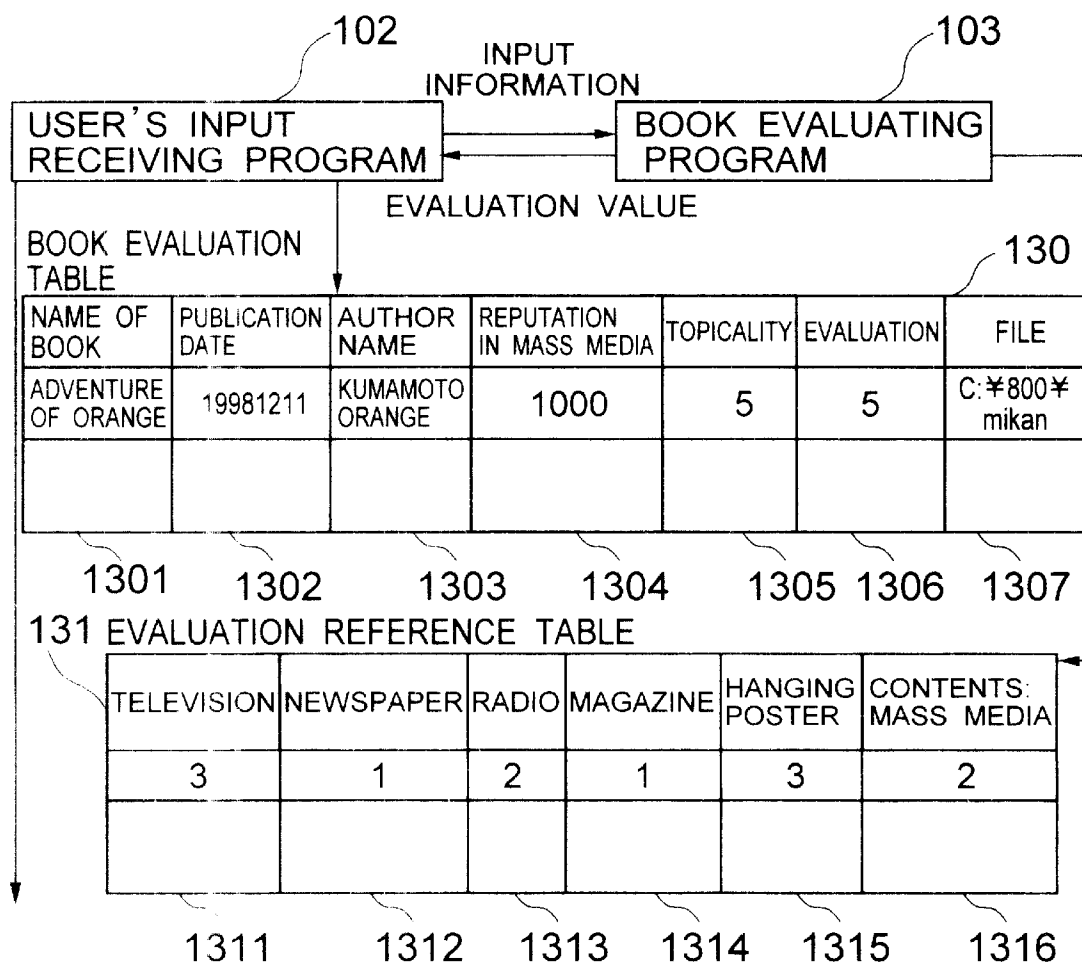 102
103
INPUT
INFORMATION
USER'S INPUT
RECEIVING PROGRAM
BOOK EVALUATING
PROGRAM
EVALUATION VALUE
BOOK EVALUATION
TABLE
130
NAME OF
BOOK
PUBLICATION
DATE
AUTHOR
NAME
REPUTATION
IN MASS MEDIA
TOPICALITY
EVALUATION
FILE
ADVENTURE
OF ORANGE
19981211
KUMAMOTO
ORANGE
1000
5
5
C:¥800¥
mikan
1301
1302
1303
1304
1305
1306
1307
131
EVALUATION REFERENCE TABLE
TELEVISION
NEWSPAPER
RADIO
MAGAZINE
HANGING
POSTER
CONTENTS:
MASS MEDIA
3
1
2
1
3
2
1311
1312
1313
1314
1315
1316